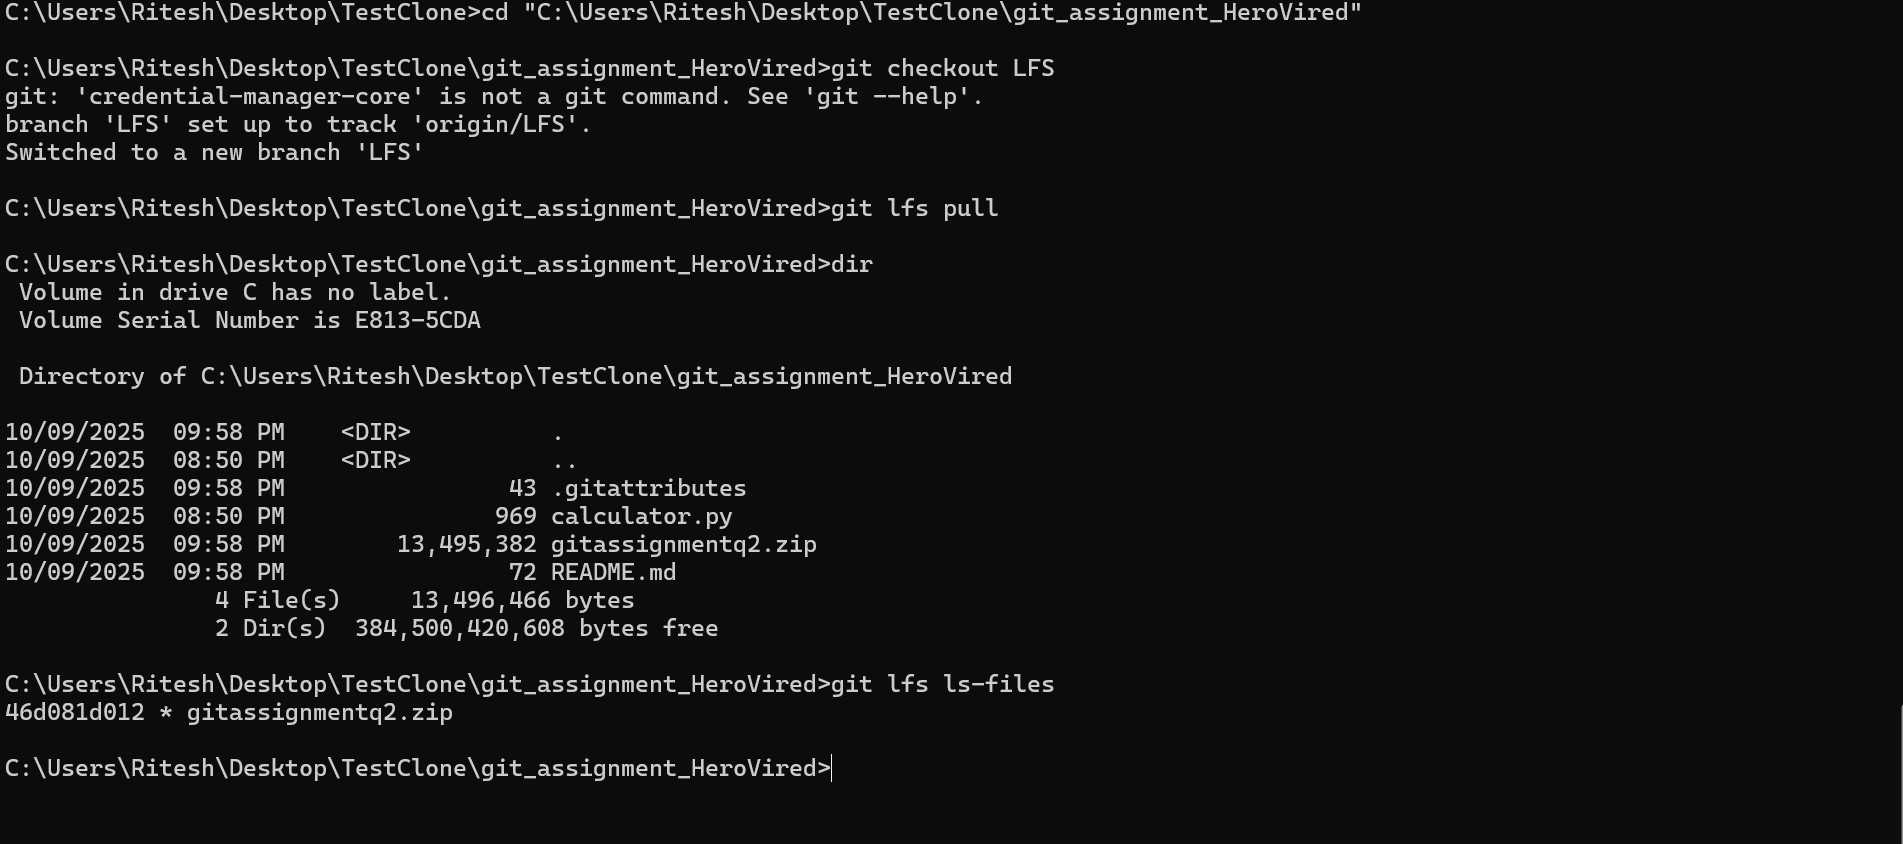 C:\Users\Ritesh\Desktop\TestClone>cd "C:\Users\Ritesh\Desktop\TestClone\git_assignment_HeroVired"
C:\Users\Ritesh\Desktop\TestClone\git_assignment_HeroVired>git checkout LFS
git: 'credential-manager-core' is not a git command. See 'git --help'.
branch 'LFS' set up to track 'origin/LFS'.
Switched to a new branch 'LFS'
C:\Users\Ritesh\Desktop\TestClone\git_assignment_HeroVired>git lfs pull
C:\Users\Ritesh\Desktop\TestClone\git_assignment_HeroVired>dir
 Volume in drive C has no label.
 Volume Serial Number is E813-5CDA
 Directory of C:\Users\Ritesh\Desktop\TestClone\git_assignment_HeroVired
10/09/2025  09:58 PM    <DIR>          .
10/09/2025  08:50 PM    <DIR>          ..
10/09/2025  09:58 PM                43 .gitattributes
10/09/2025  08:50 PM               969 calculator.py
10/09/2025  09:58 PM        13,495,382 gitassignmentq2.zip
10/09/2025  09:58 PM                72 README.md
               4 File(s)     13,496,466 bytes
               2 Dir(s)  384,500,420,608 bytes free
C:\Users\Ritesh\Desktop\TestClone\git_assignment_HeroVired>git lfs ls-files
46d081d012 * gitassignmentq2.zip
C:\Users\Ritesh\Desktop\TestClone\git_assignment_HeroVired>